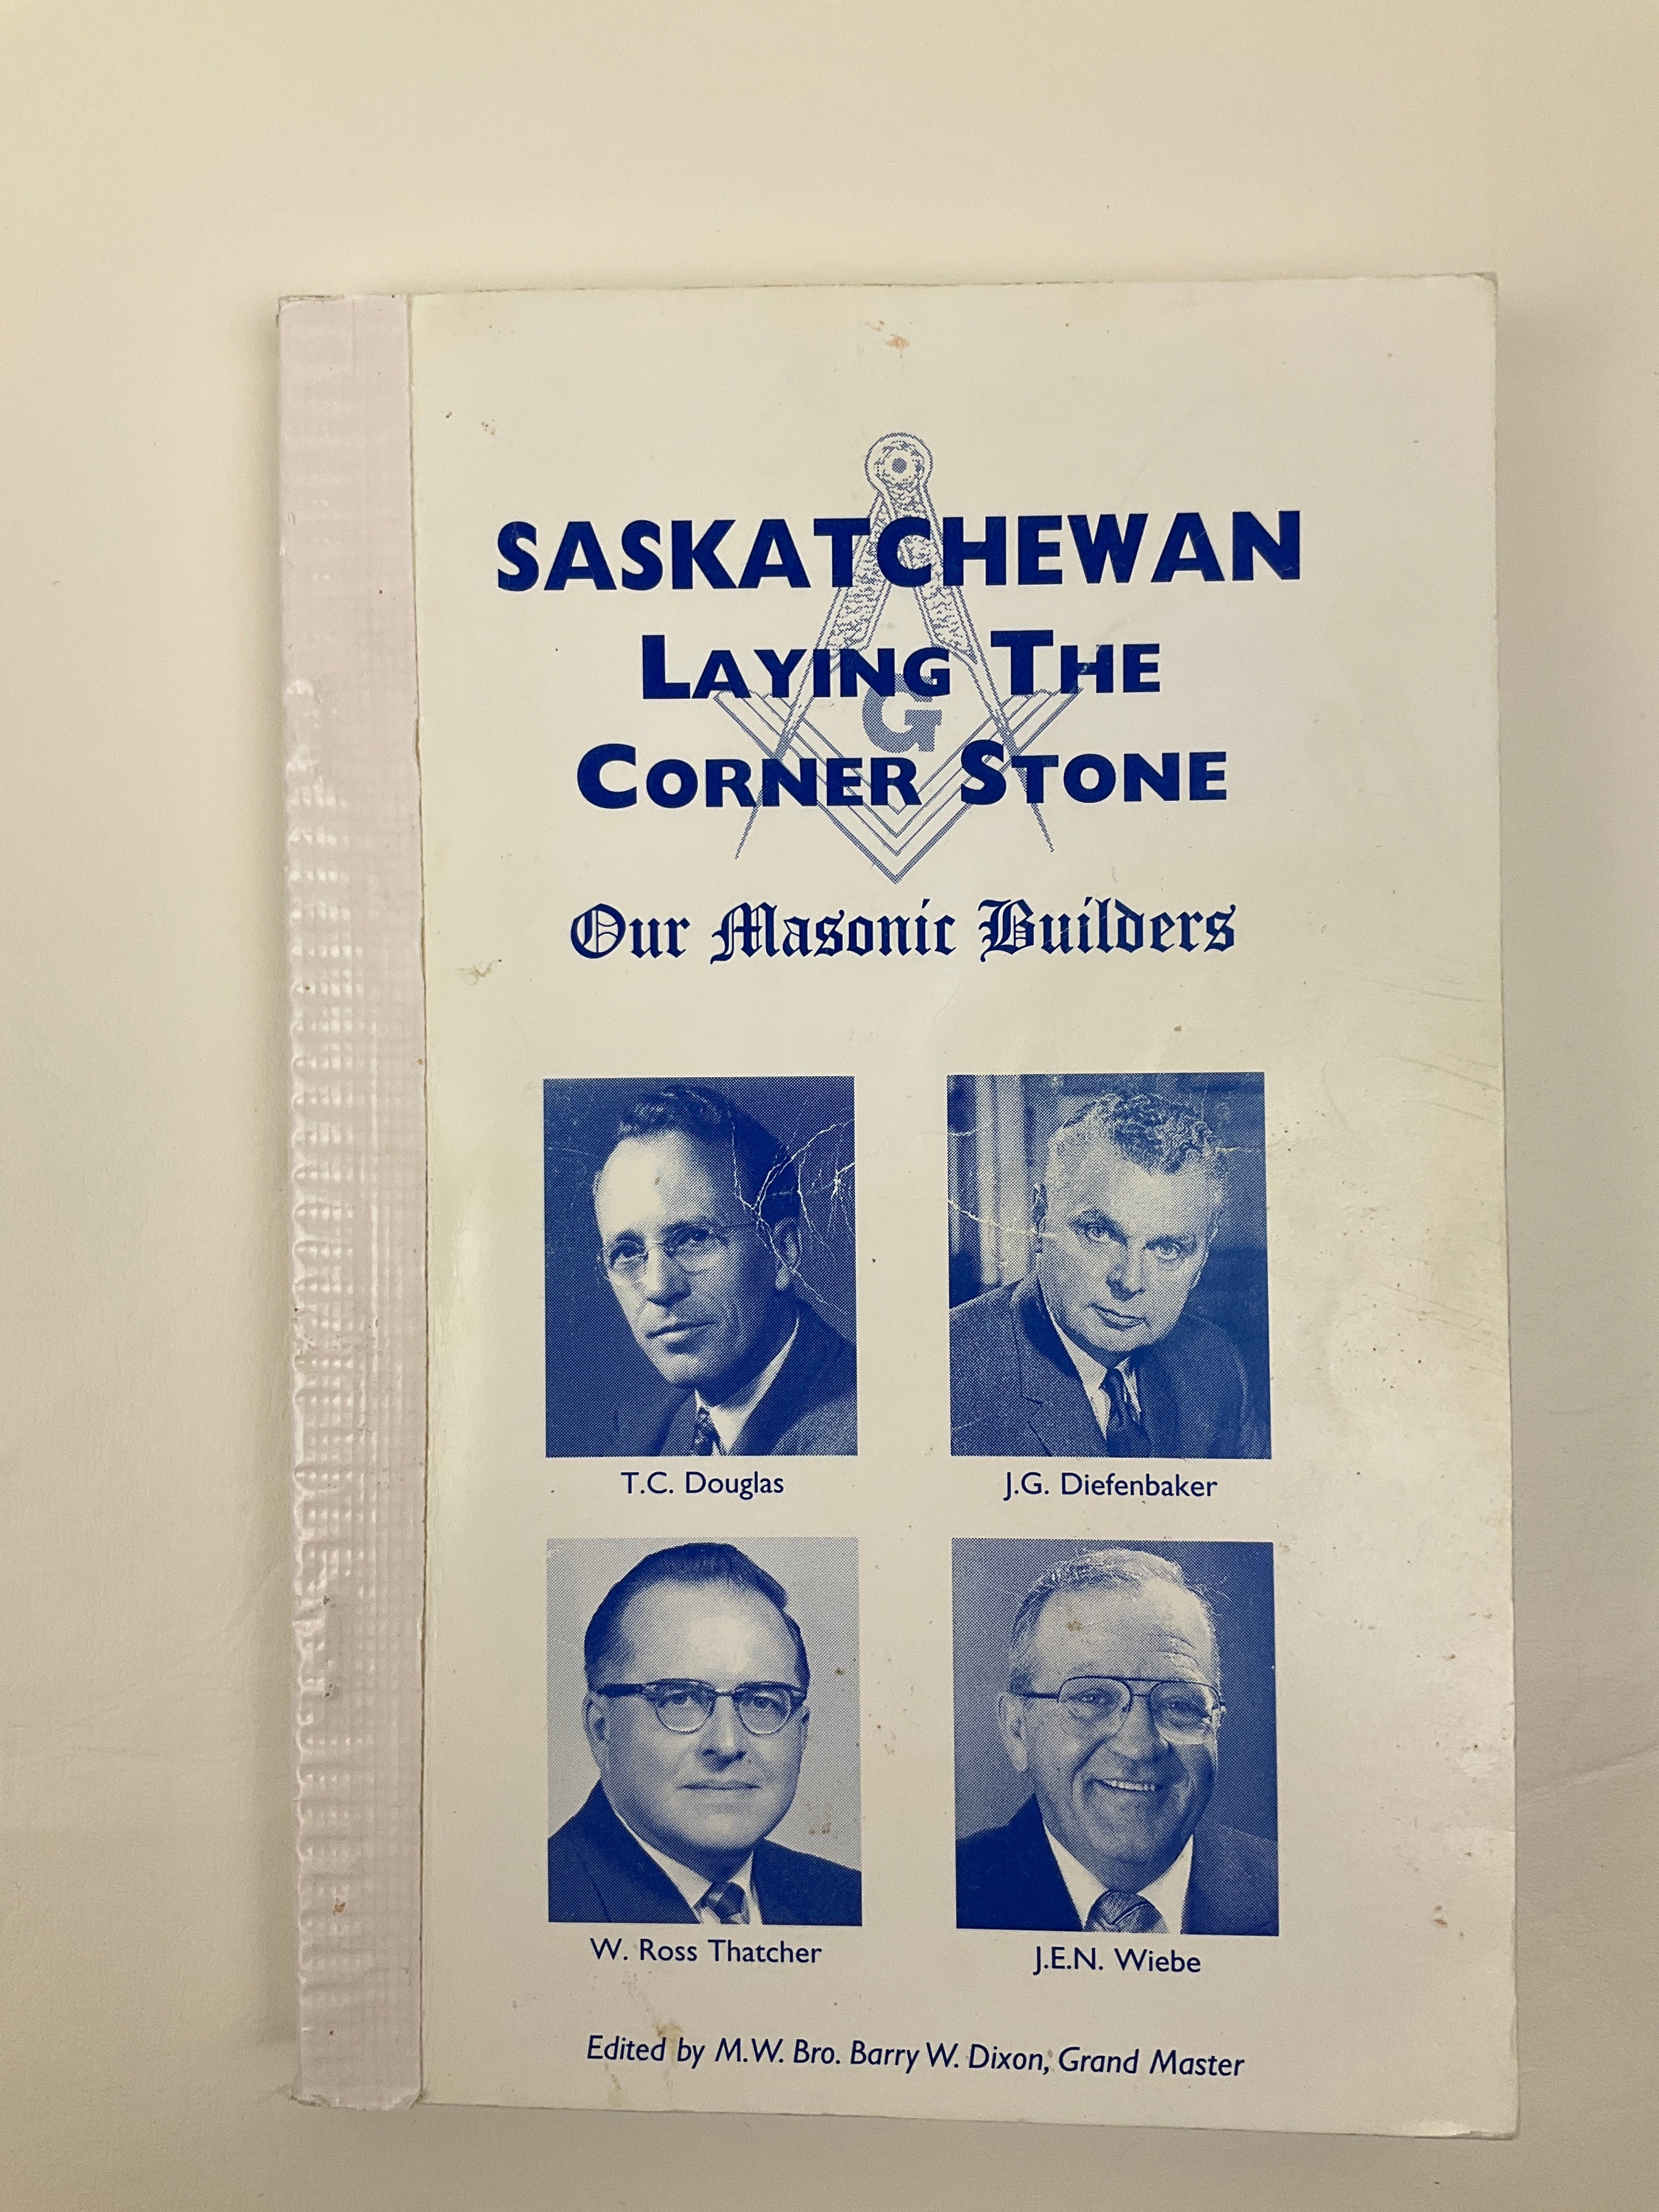 SASKATCHEWAN
LAYING THE
G
CORNER STONE
Our Masonic Builders
T.C. Douglas
J.G. Diefenbaker
W. Ross Thatcher
J.E.N. Wiebe
Edited by M.W. Bro. Barry W. Dixon, Grand Master